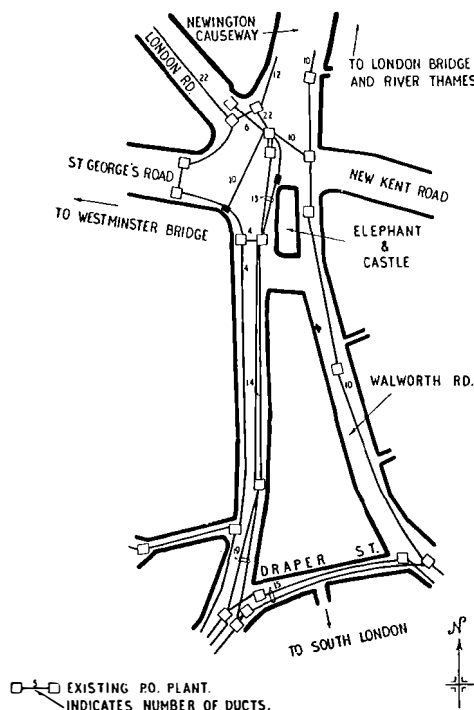 NEWINGTON
CAUSEWAY
LONDON RD.
22
12
10
TO LONDON BRIDGE
AND RIVER THAMES
6
22
10
ST GEORGE'S ROAD
10
13
NEW KENT ROAD
TO WESTMINSTER BRIDGE
4
ELEPHANT
&
CASTLE
4
14
10
WALWORTH RD.
DRAPER ST.
15
TO SOUTH LONDON
N
5
EXISTING P.O. PLANT.
INDICATES NUMBER OF DUCTS.